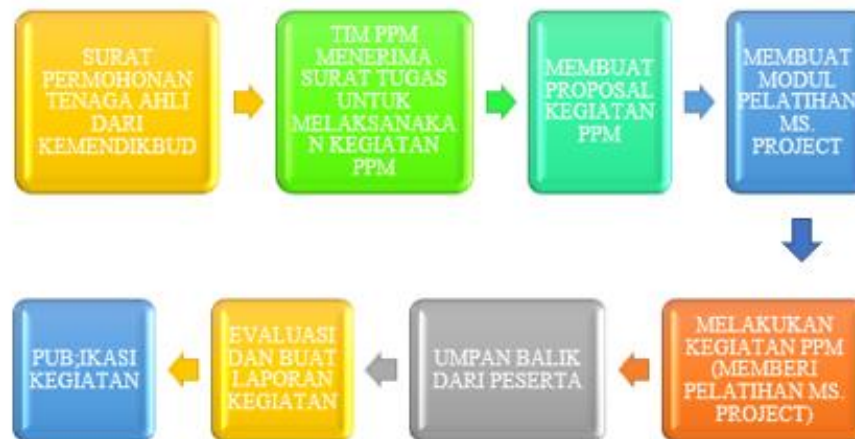 SURAT
PERMOHONAN
TENAGA AHLI
DARI
KEMENDIKBUD
TIM PPM
MENERIMA
SURAT TUGAS
UNTUK
MELAKSANAKA
N KEGIATAN
PPM
MEMBUAT
PROPOSAL
KEGIATAN
PPM
MEMBUAT
MODUL
PELATIHAN
MS.
PROJECT
MELAKUKAN
KEGIATAN PPM
(MEMBERI
PELATIHAN MS.
PROJECT)
UMPAN BALIK
DARI PESERTA
EVALUASI
DAN BUAT
LAPORAN
KEGIATAN
PUB;IKASI
KEGIATAN